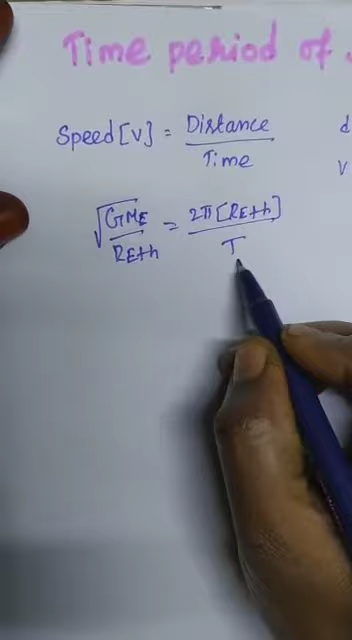 Time period of
Speed [v] = Distance / Time
d
v
√(GME / RE+h) = 2π [RE+h] / T